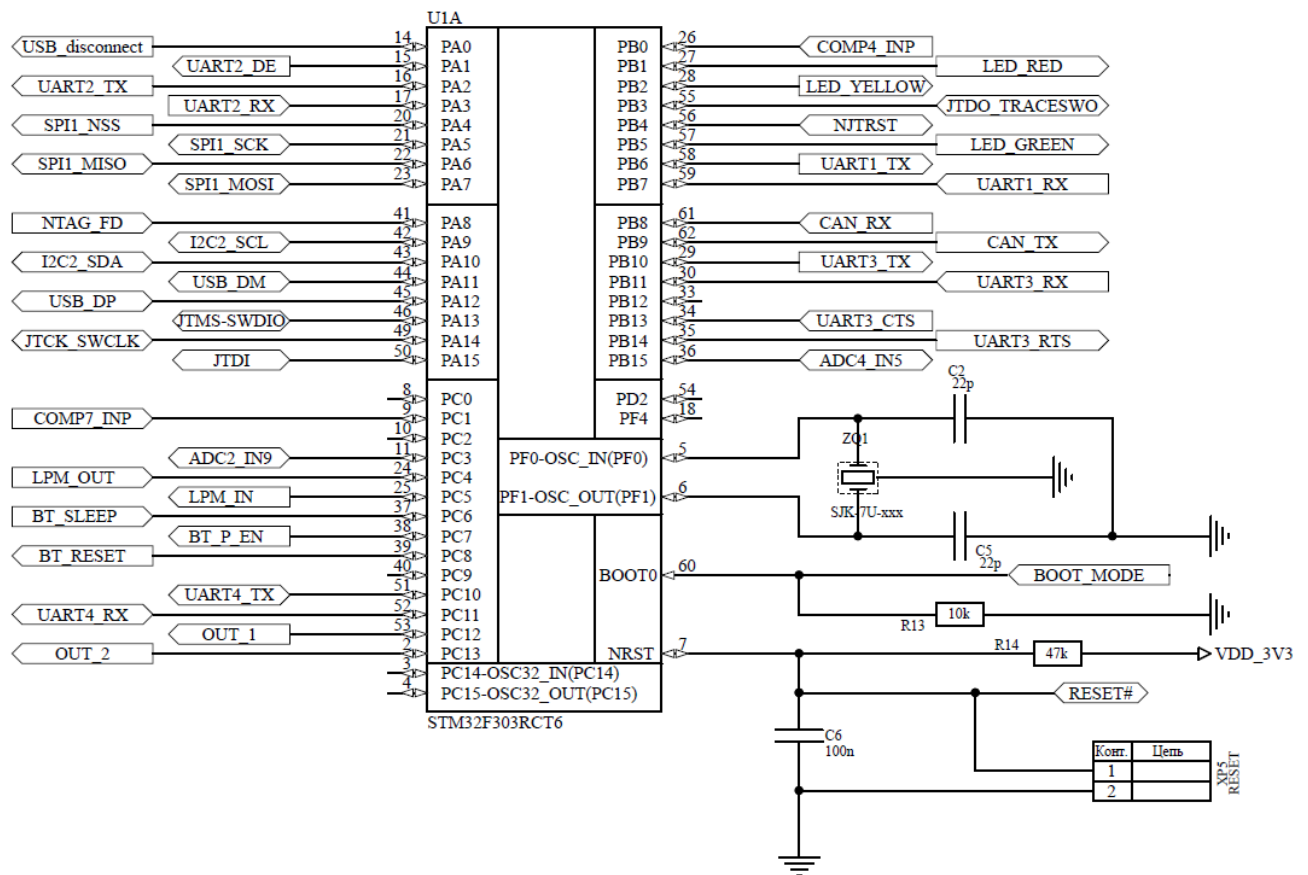 U1A
USB_disconnect 14 PA0 PB0 26 COMP4_INP
UART2_DE 15 PA1 PB1 27 LED_RED
UART2_TX 16 PA2 PB2 28 LED_YELLOW
UART2_RX 17 PA3 PB3 55 JTDO_TRACESWO
SPI1_NSS 20 PA4 PB4 56 NJTRST
SPI1_SCK 21 PA5 PB5 57 LED_GREEN
SPI1_MISO 22 PA6 PB6 58 UART1_TX
SPI1_MOSI 23 PA7 PB7 59 UART1_RX
NTAG_FD 41 PA8 PB8 61 CAN_RX
I2C2_SCL 42 PA9 PB9 62 CAN_TX
I2C2_SDA 43 PA10 PB10 29 UART3_TX
USB_DM 44 PA11 PB11 30 UART3_RX
USB_DP 45 PA12 PB12 33
JTMS-SWDIO 46 PA13 PB13 34 UART3_CTS
JTCK_SWCLK 49 PA14 PB14 35 UART3_RTS
JTDI 50 PA15 PB15 36 ADC4_IN5
C2
22p
8 PC0 PD2 54
COMP7_INP 9 PC1 PF4 18
10 PC2
ZQ1
ADC2_IN9 11 PC3 PF0-OSC_IN(PF0) 5
LPM_OUT 24 PC4
LPM_IN 25 PC5 PF1-OSC_OUT(PF1) 6
SJK-7U-xxx
BT_SLEEP 37 PC6
BT_P_EN 38 PC7
BT_RESET 39 PC8
C5
22p
40 PC9 BOOT0 60 BOOT_MODE
UART4_TX 51 PC10
UART4_RX 52 PC11
R13 10k
OUT_1 53 PC12
OUT_2 2 PC13 NRST 7 R14 47k VDD_3V3
3 PC14-OSC32_IN(PC14)
4 PC15-OSC32_OUT(PC15)
RESET#
STM32F303RCT6
C6
100n
Конт. Цепь
1
2
XP5
RESET